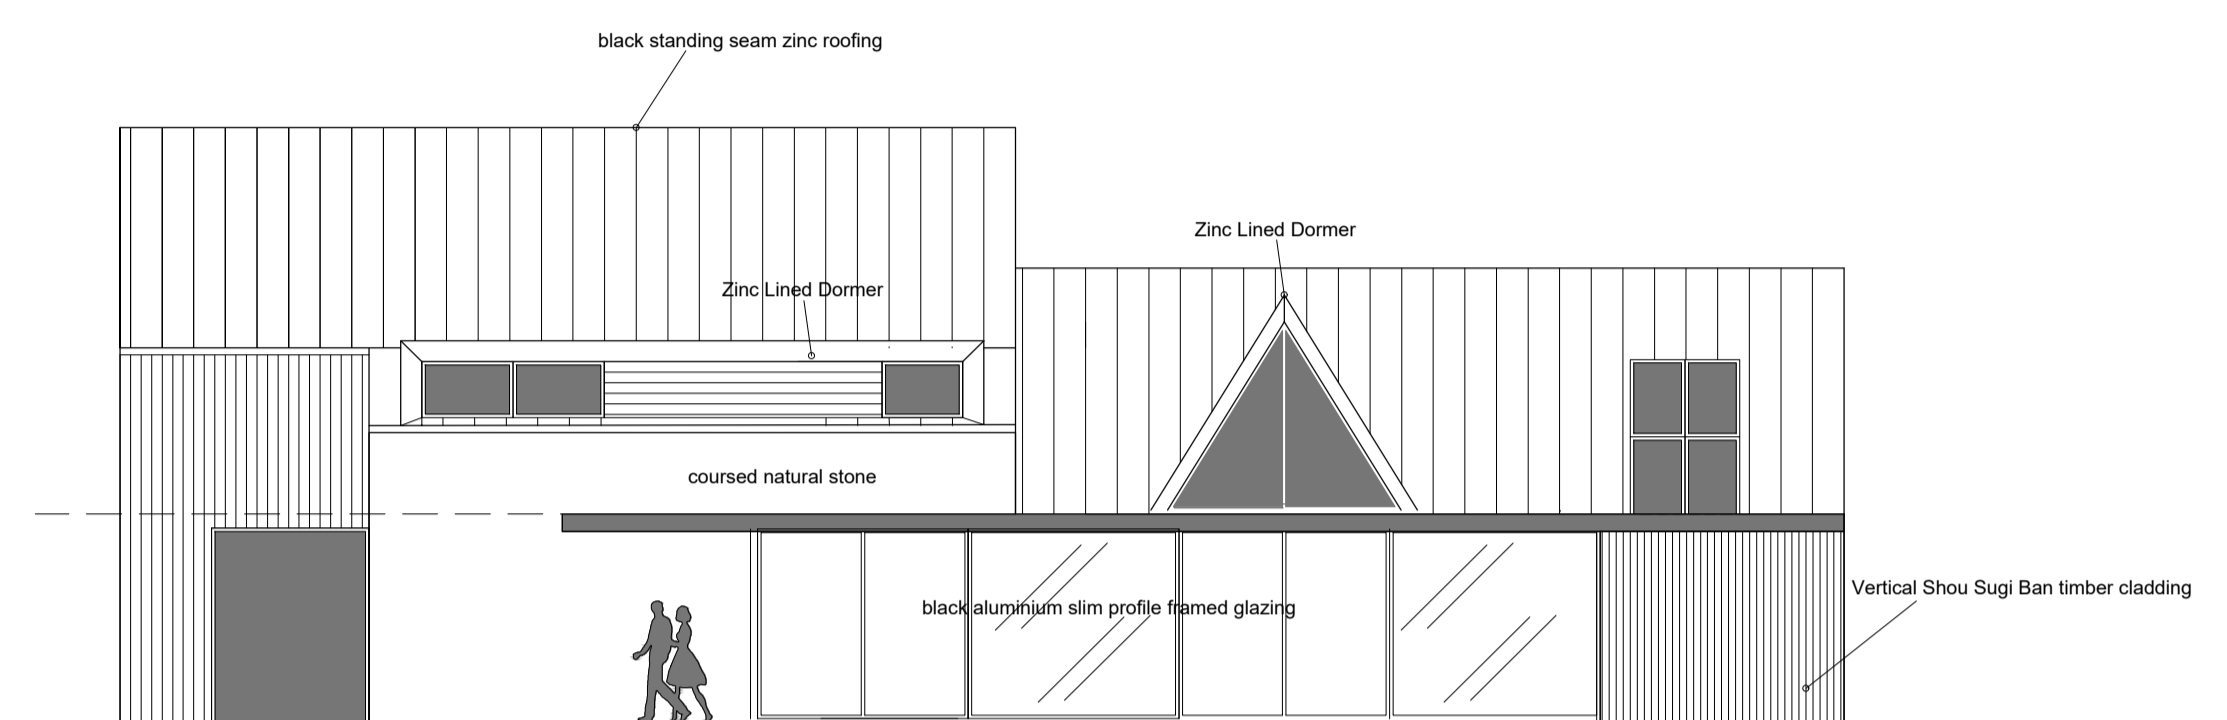 black standing seam zinc roofing
Zinc Lined Dormer
Zinc Lined Dormer
coursed natural stone
black aluminium slim profile framed glazing
Vertical Shou Sugi Ban timber cladding